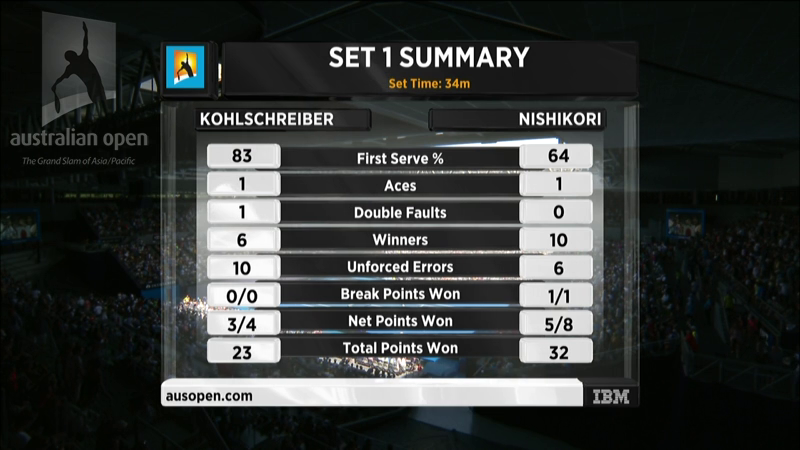 australian open
The Grand Slam of Asia/Pacific
SET 1 SUMMARY
Set Time: 34m
KOHLSCHREIBER NISHIKORI
83 First Serve % 64
1 Aces 1
1 Double Faults 0
6 Winners 10
10 Unforced Errors 6
0/0 Break Points Won 1/1
3/4 Net Points Won 5/8
23 Total Points Won 32
ausopen.com IBM